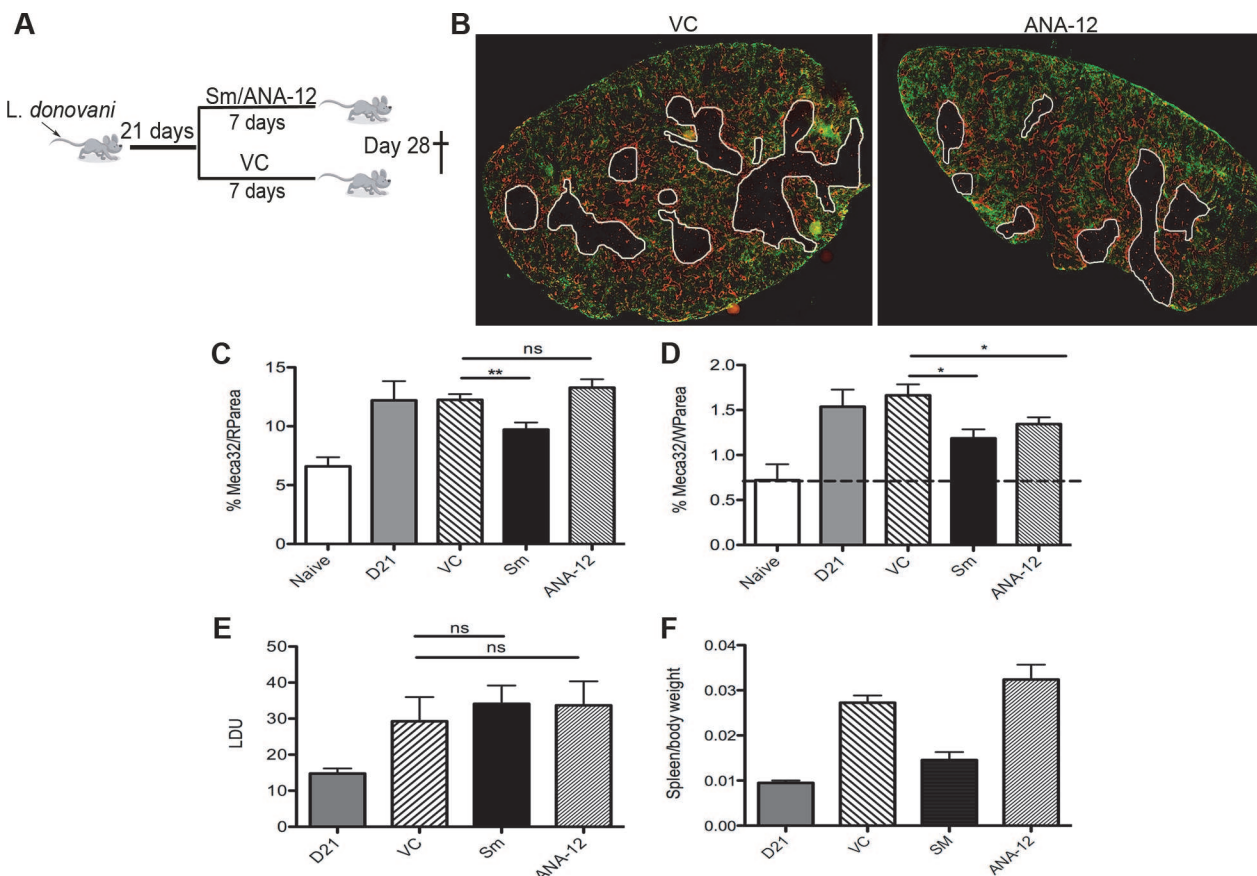 A
L. donovani
21 days
Sm/ANA-12
7 days
VC
7 days
Day 28
B
VC
ANA-12
C
% Meca32/RParea
15
10
5
0
ns
**
Naive
D21
VC
Sm
ANA-12
D
% Meca32/WParea
2.0
1.5
1.0
0.5
0.0
*
*
Naive
D21
VC
Sm
ANA-12
E
LDU
50
40
30
20
10
0
ns
ns
D21
VC
Sm
ANA-12
F
Spleen/body weight
0.04
0.03
0.02
0.01
0.00
D21
VC
SM
ANA-12